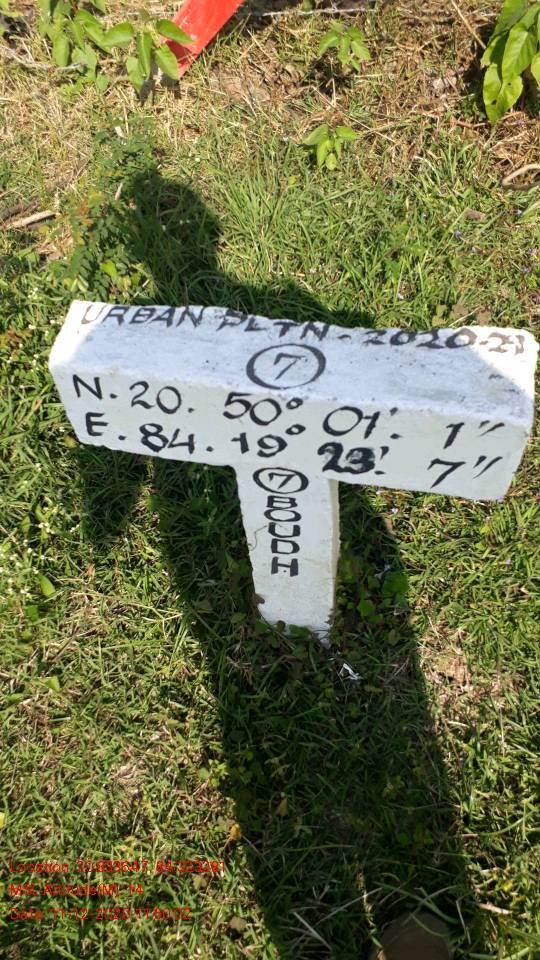 URBAN PLTN. 2020-21
7
N. 20. 50° 01'. 1"
E. 84. 19° 23'. 7"
7
BOUDH
Location: 20.833647, 84.323281
MSL Altitude(M):-14
Date: 11-12-2020 11:50:02